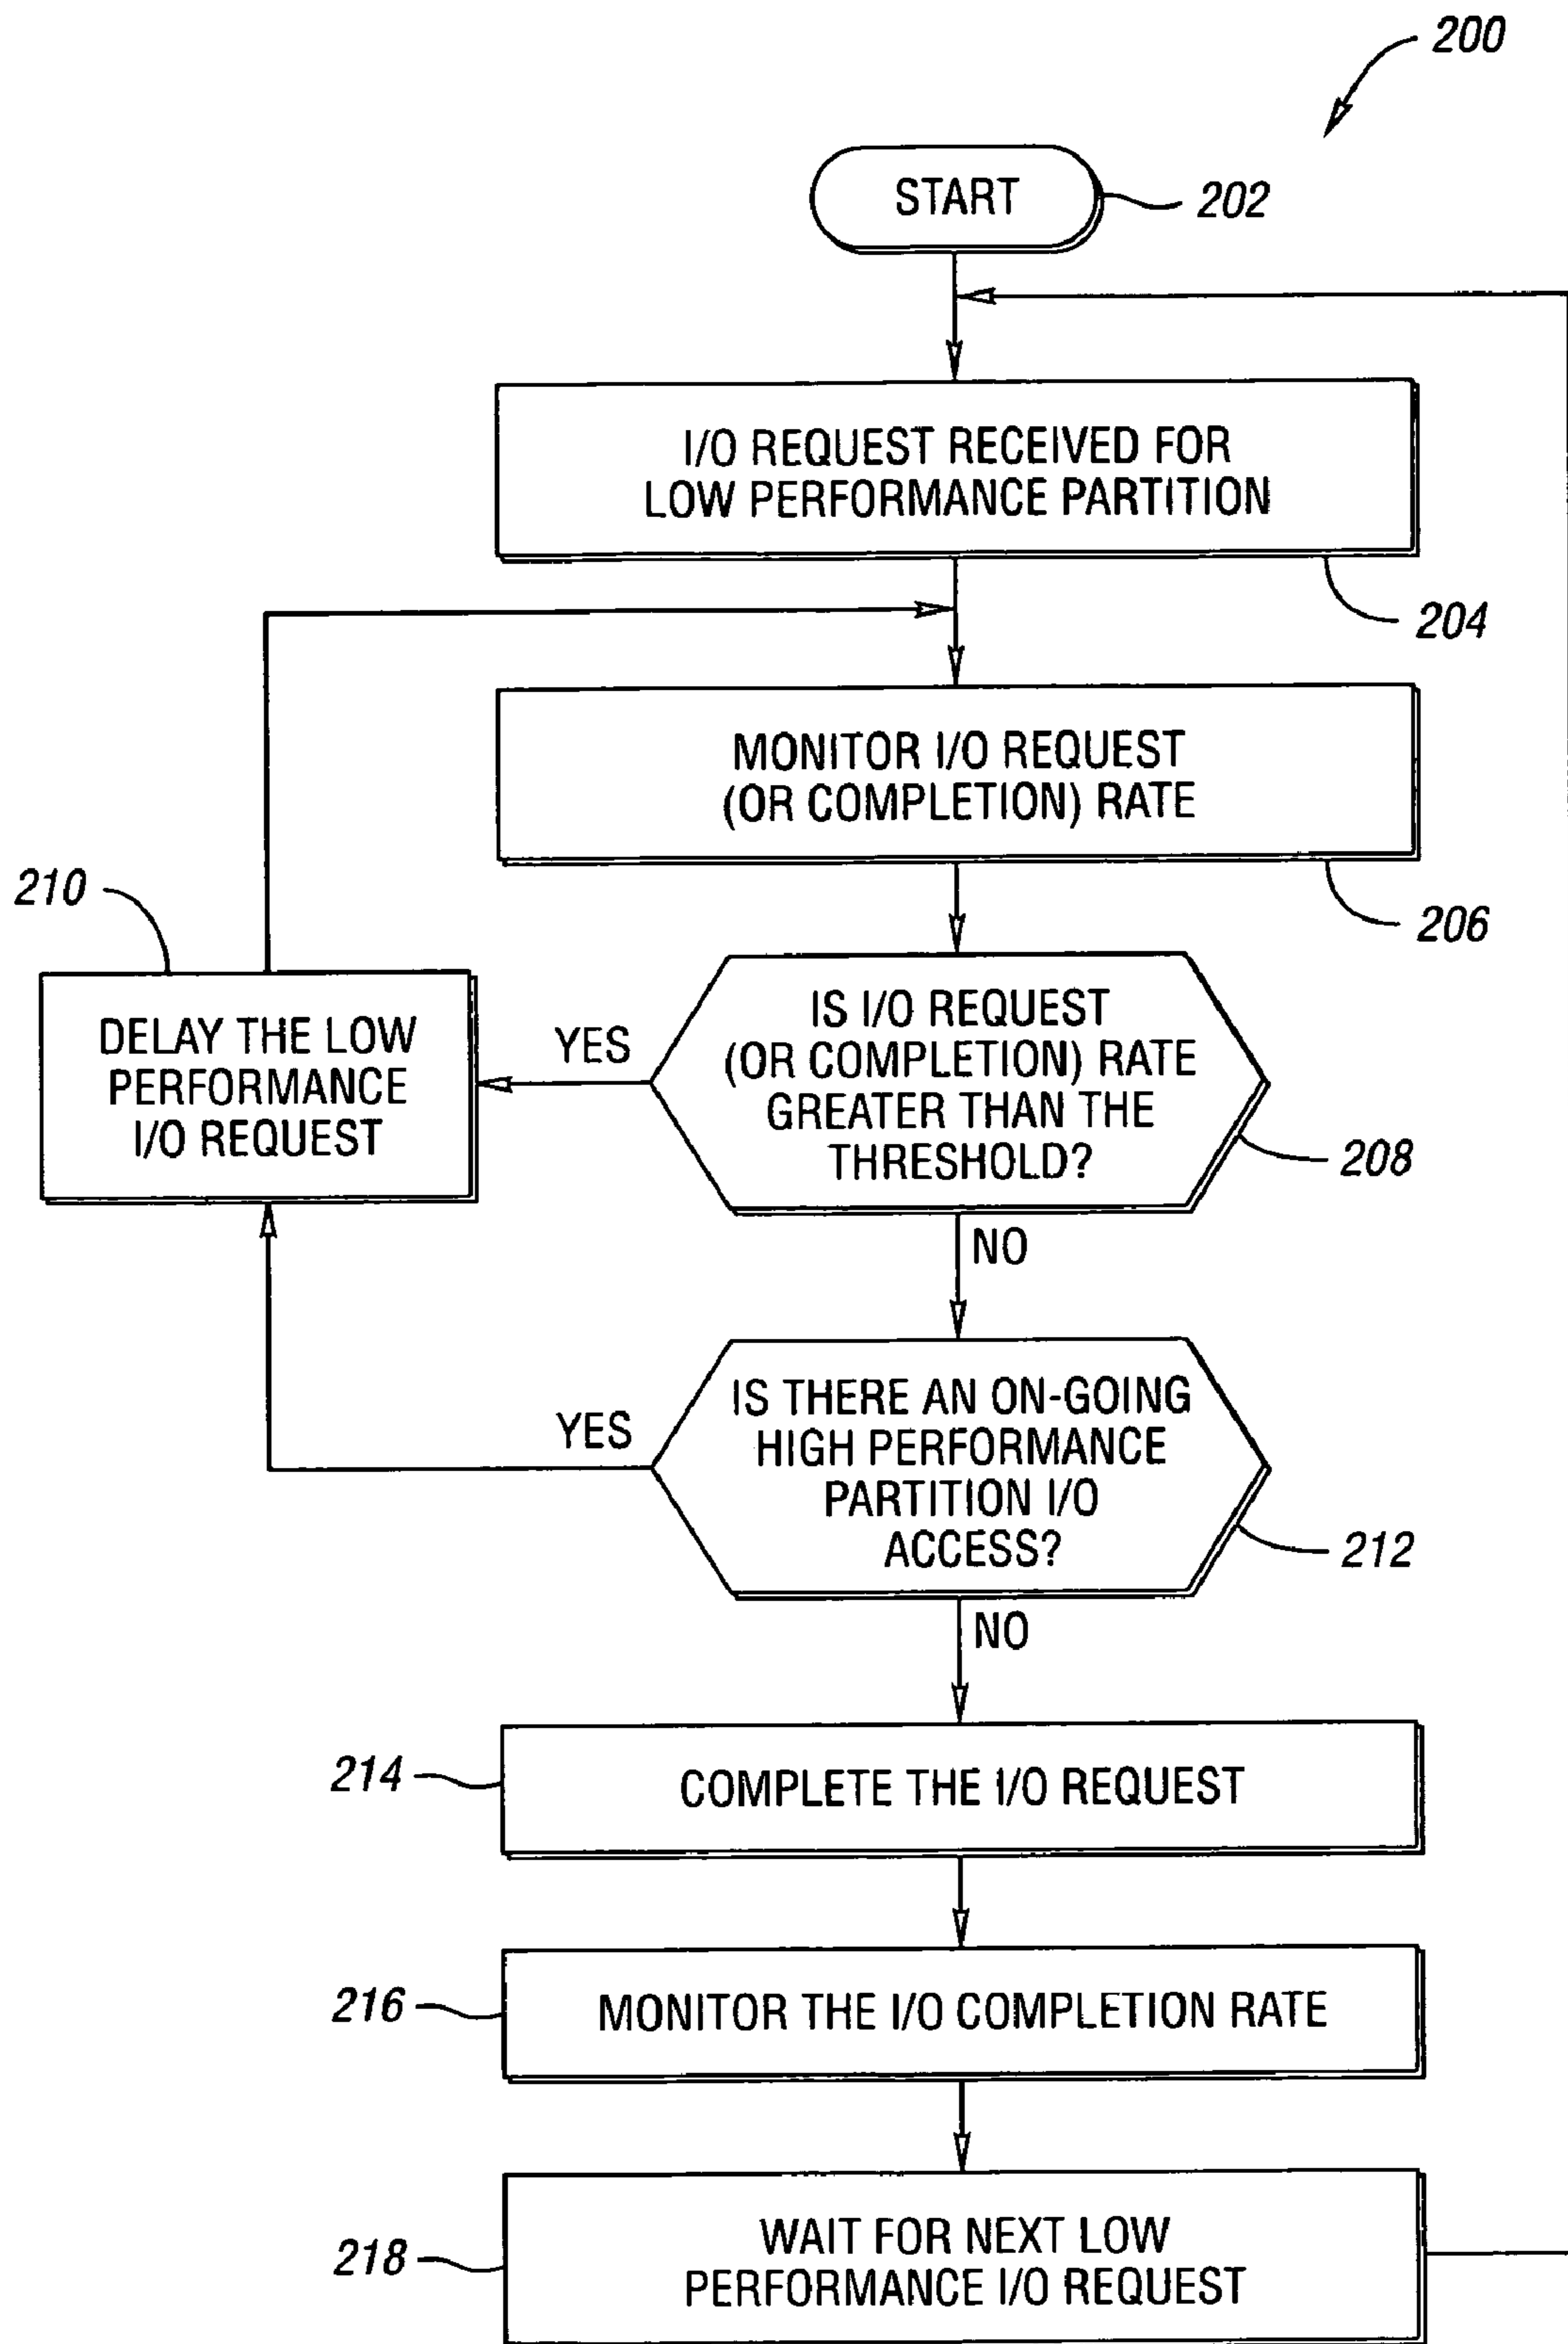 200
START
202
I/O REQUEST RECEIVED FOR
LOW PERFORMANCE PARTITION
204
MONITOR I/O REQUEST
(OR COMPLETION) RATE
206
210
DELAY THE LOW
PERFORMANCE
I/O REQUEST
YES
IS I/O REQUEST
(OR COMPLETION) RATE
GREATER THAN THE
THRESHOLD?
208
NO
YES
IS THERE AN ON-GOING
HIGH PERFORMANCE
PARTITION I/O
ACCESS?
212
NO
214
COMPLETE THE I/O REQUEST
216
MONITOR THE I/O COMPLETION RATE
218
WAIT FOR NEXT LOW
PERFORMANCE I/O REQUEST